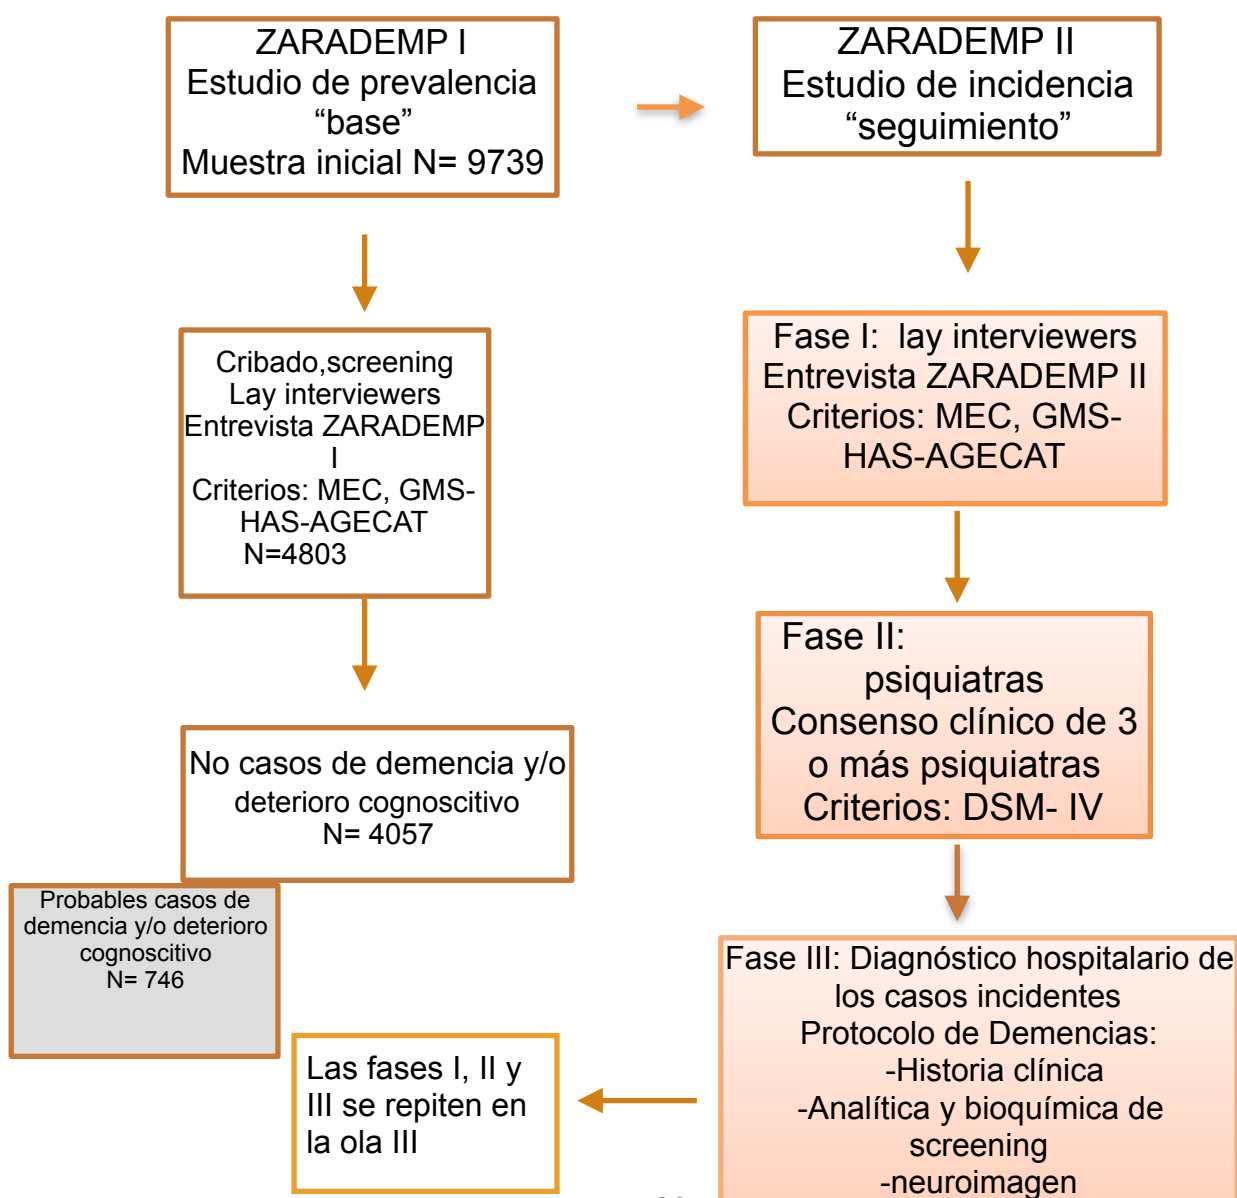 ZARADEMP I
Estudio de prevalencia
“base”
Muestra inicial N= 9739
ZARADEMP II
Estudio de incidencia
“seguimiento”
Cribado,screening
Lay interviewers
Entrevista ZARADEMP
I
Criterios: MEC, GMS-
HAS-AGECAT
N=4803
Fase I: lay interviewers
Entrevista ZARADEMP II
Criterios: MEC, GMS-
HAS-AGECAT
Fase II:
psiquiatras
Consenso clínico de 3
o más psiquiatras
Criterios: DSM- IV
No casos de demencia y/o
deterioro cognoscitivo
N= 4057
Probables casos de
demencia y/o deterioro
cognoscitivo
N= 746
Fase III: Diagnóstico hospitalario de
los casos incidentes
Protocolo de Demencias:
-Historia clínica
-Analítica y bioquímica de
screening
-neuroimagen
Las fases I, II y
III se repiten en
la ola III